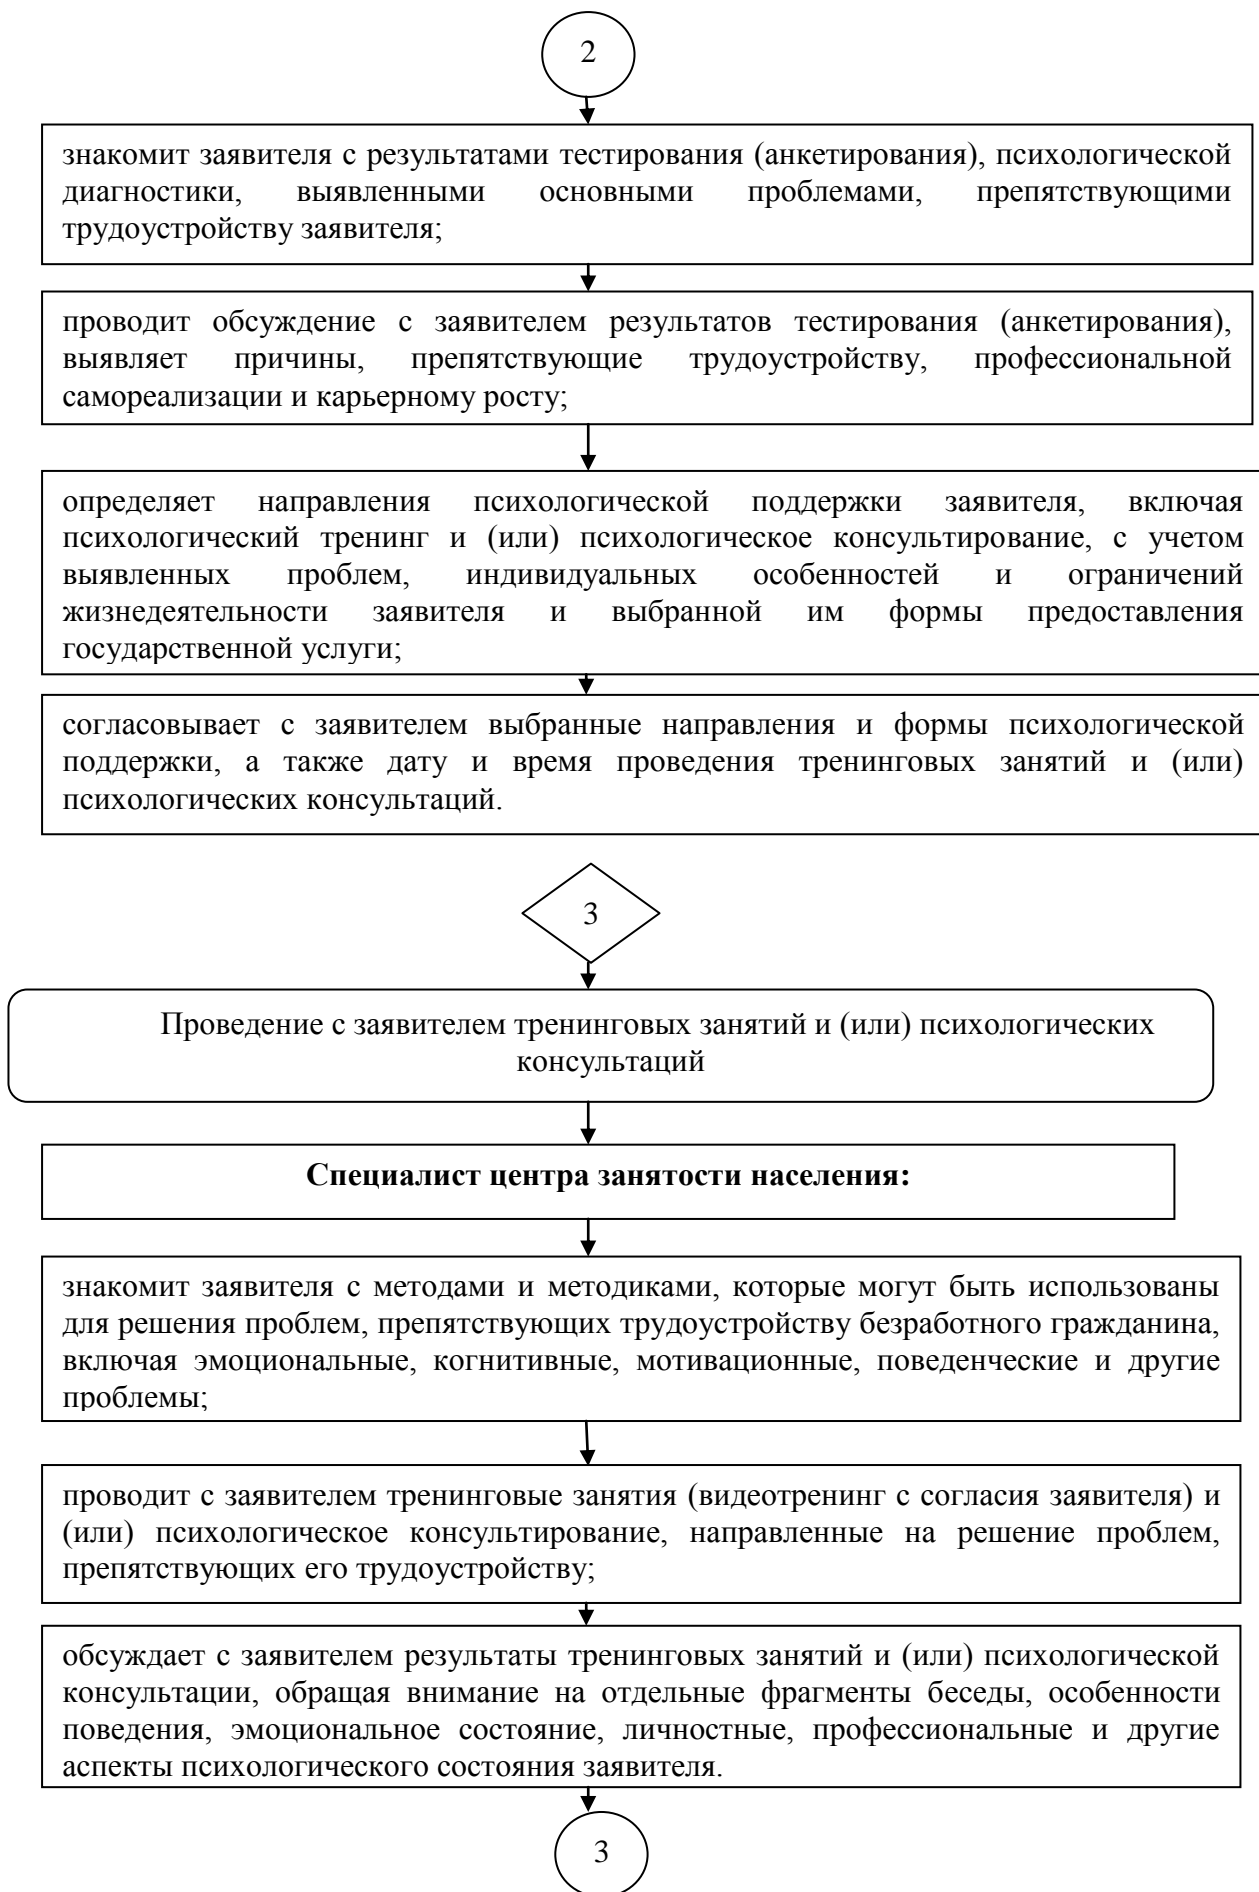 2
знакомит заявителя с результатами тестирования (анкетирования), психологической
диагностики, выявленными основными проблемами, препятствующими
трудоустройству заявителя;
проводит обсуждение с заявителем результатов тестирования (анкетирования),
выявляет причины, препятствующие трудоустройству, профессиональной
самореализации и карьерному росту;
определяет направления психологической поддержки заявителя, включая
психологический тренинг и (или) психологическое консультирование, с учетом
выявленных проблем, индивидуальных особенностей и ограничений
жизнедеятельности заявителя и выбранной им формы предоставления
государственной услуги;
согласовывает с заявителем выбранные направления и формы психологической
поддержки, а также дату и время проведения тренинговых занятий и (или)
психологических консультаций.
3
Проведение с заявителем тренинговых занятий и (или) психологических
консультаций
Специалист центра занятости населения:
знакомит заявителя с методами и методиками, которые могут быть использованы
для решения проблем, препятствующих трудоустройству безработного гражданина,
включая эмоциональные, когнитивные, мотивационные, поведенческие и другие
проблемы;
проводит с заявителем тренинговые занятия (видеотренинг с согласия заявителя) и
(или) психологическое консультирование, направленные на решение проблем,
препятствующих его трудоустройству;
обсуждает с заявителем результаты тренинговых занятий и (или) психологической
консультации, обращая внимание на отдельные фрагменты беседы, особенности
поведения, эмоциональное состояние, личностные, профессиональные и другие
аспекты психологического состояния заявителя.
3